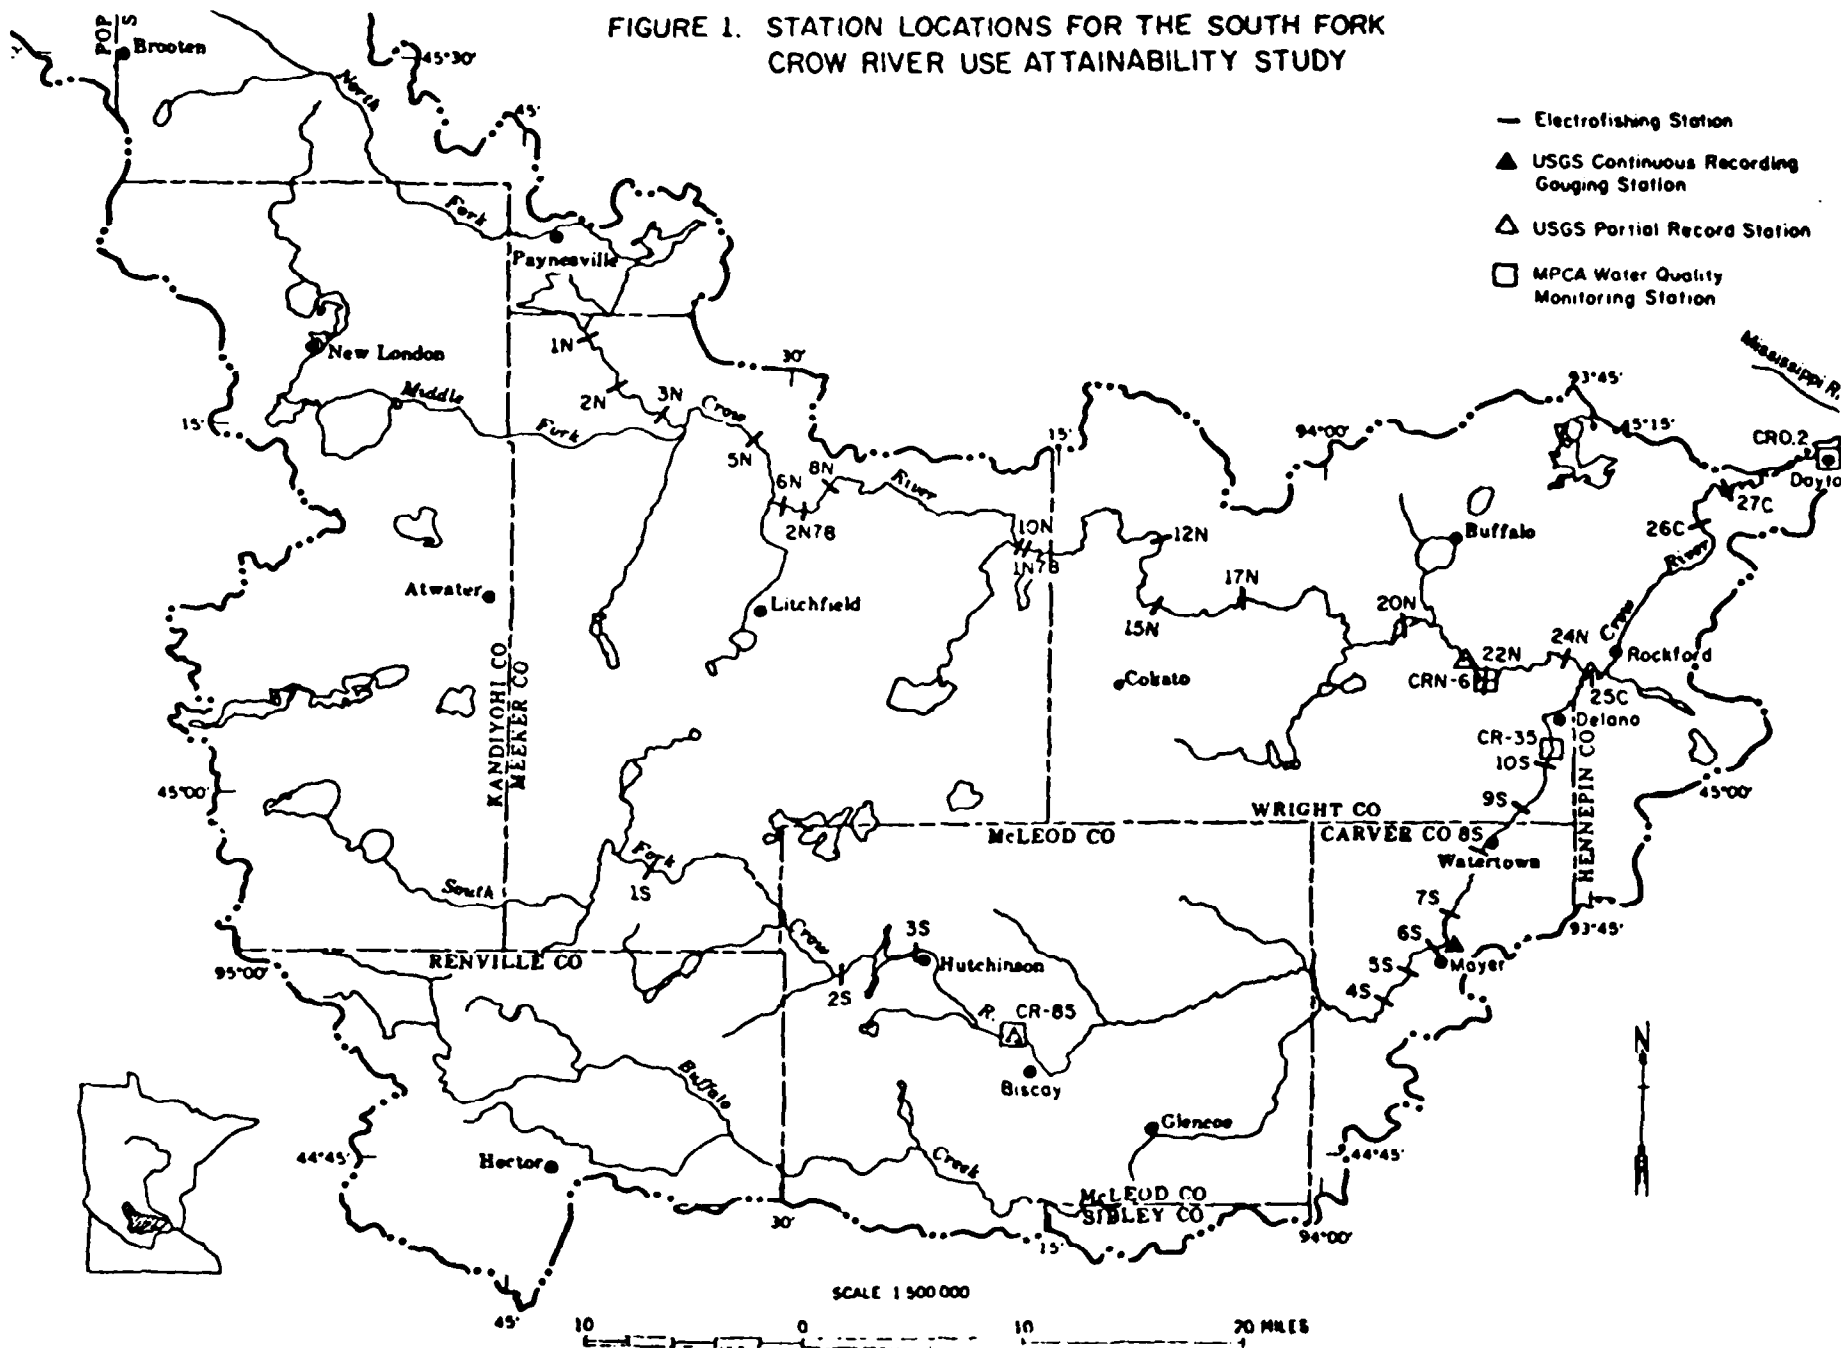 FIGURE 1. STATION LOCATIONS FOR THE SOUTH FORK
CROW RIVER USE ATTAINABILITY STUDY
POP
S
Brooten
45°30'
45'
North
Electrofishing Station
USGS Continuous Recording
Gouging Station
USGS Partial Record Station
MPCA Water Quality
Monitoring Station
Fork
Paynesville
New London
1N
Mississippi R.
30'
93°45'
Middle
2N
3N
Crow
15'
Fork
5N
15'
94°00'
45°15'
CR0.2
Dayto
6N
8N
River
2N78
27C
26C
10N
1N78
12N
Buffalo
River
Atwater
Litchfield
17N
15N
20N
Crow
24N
Rockford
22N
CRN-6
Cokato
25C
Delano
KANDIYOHI CO
MEEKER CO
CR-35
10S
HENNEPIN CO
45°00'
45°00'
9S
WRIGHT CO
McLEOD CO
CARVER CO
8S
Watertown
Fork
1S
South
7S
93°45'
Crow
3S
6S
Hutchinson
Mayer
95°00'
RENVILLE CO
2S
5S
4S
R.
CR-85
N
Buffalo
Biscay
Glencoe
44°45'
Hector
Creek
44°45'
McLEOD CO
SIBLEY CO
30'
15'
94°00'
45'
SCALE 1 500 000
10 0 10 20 MILES